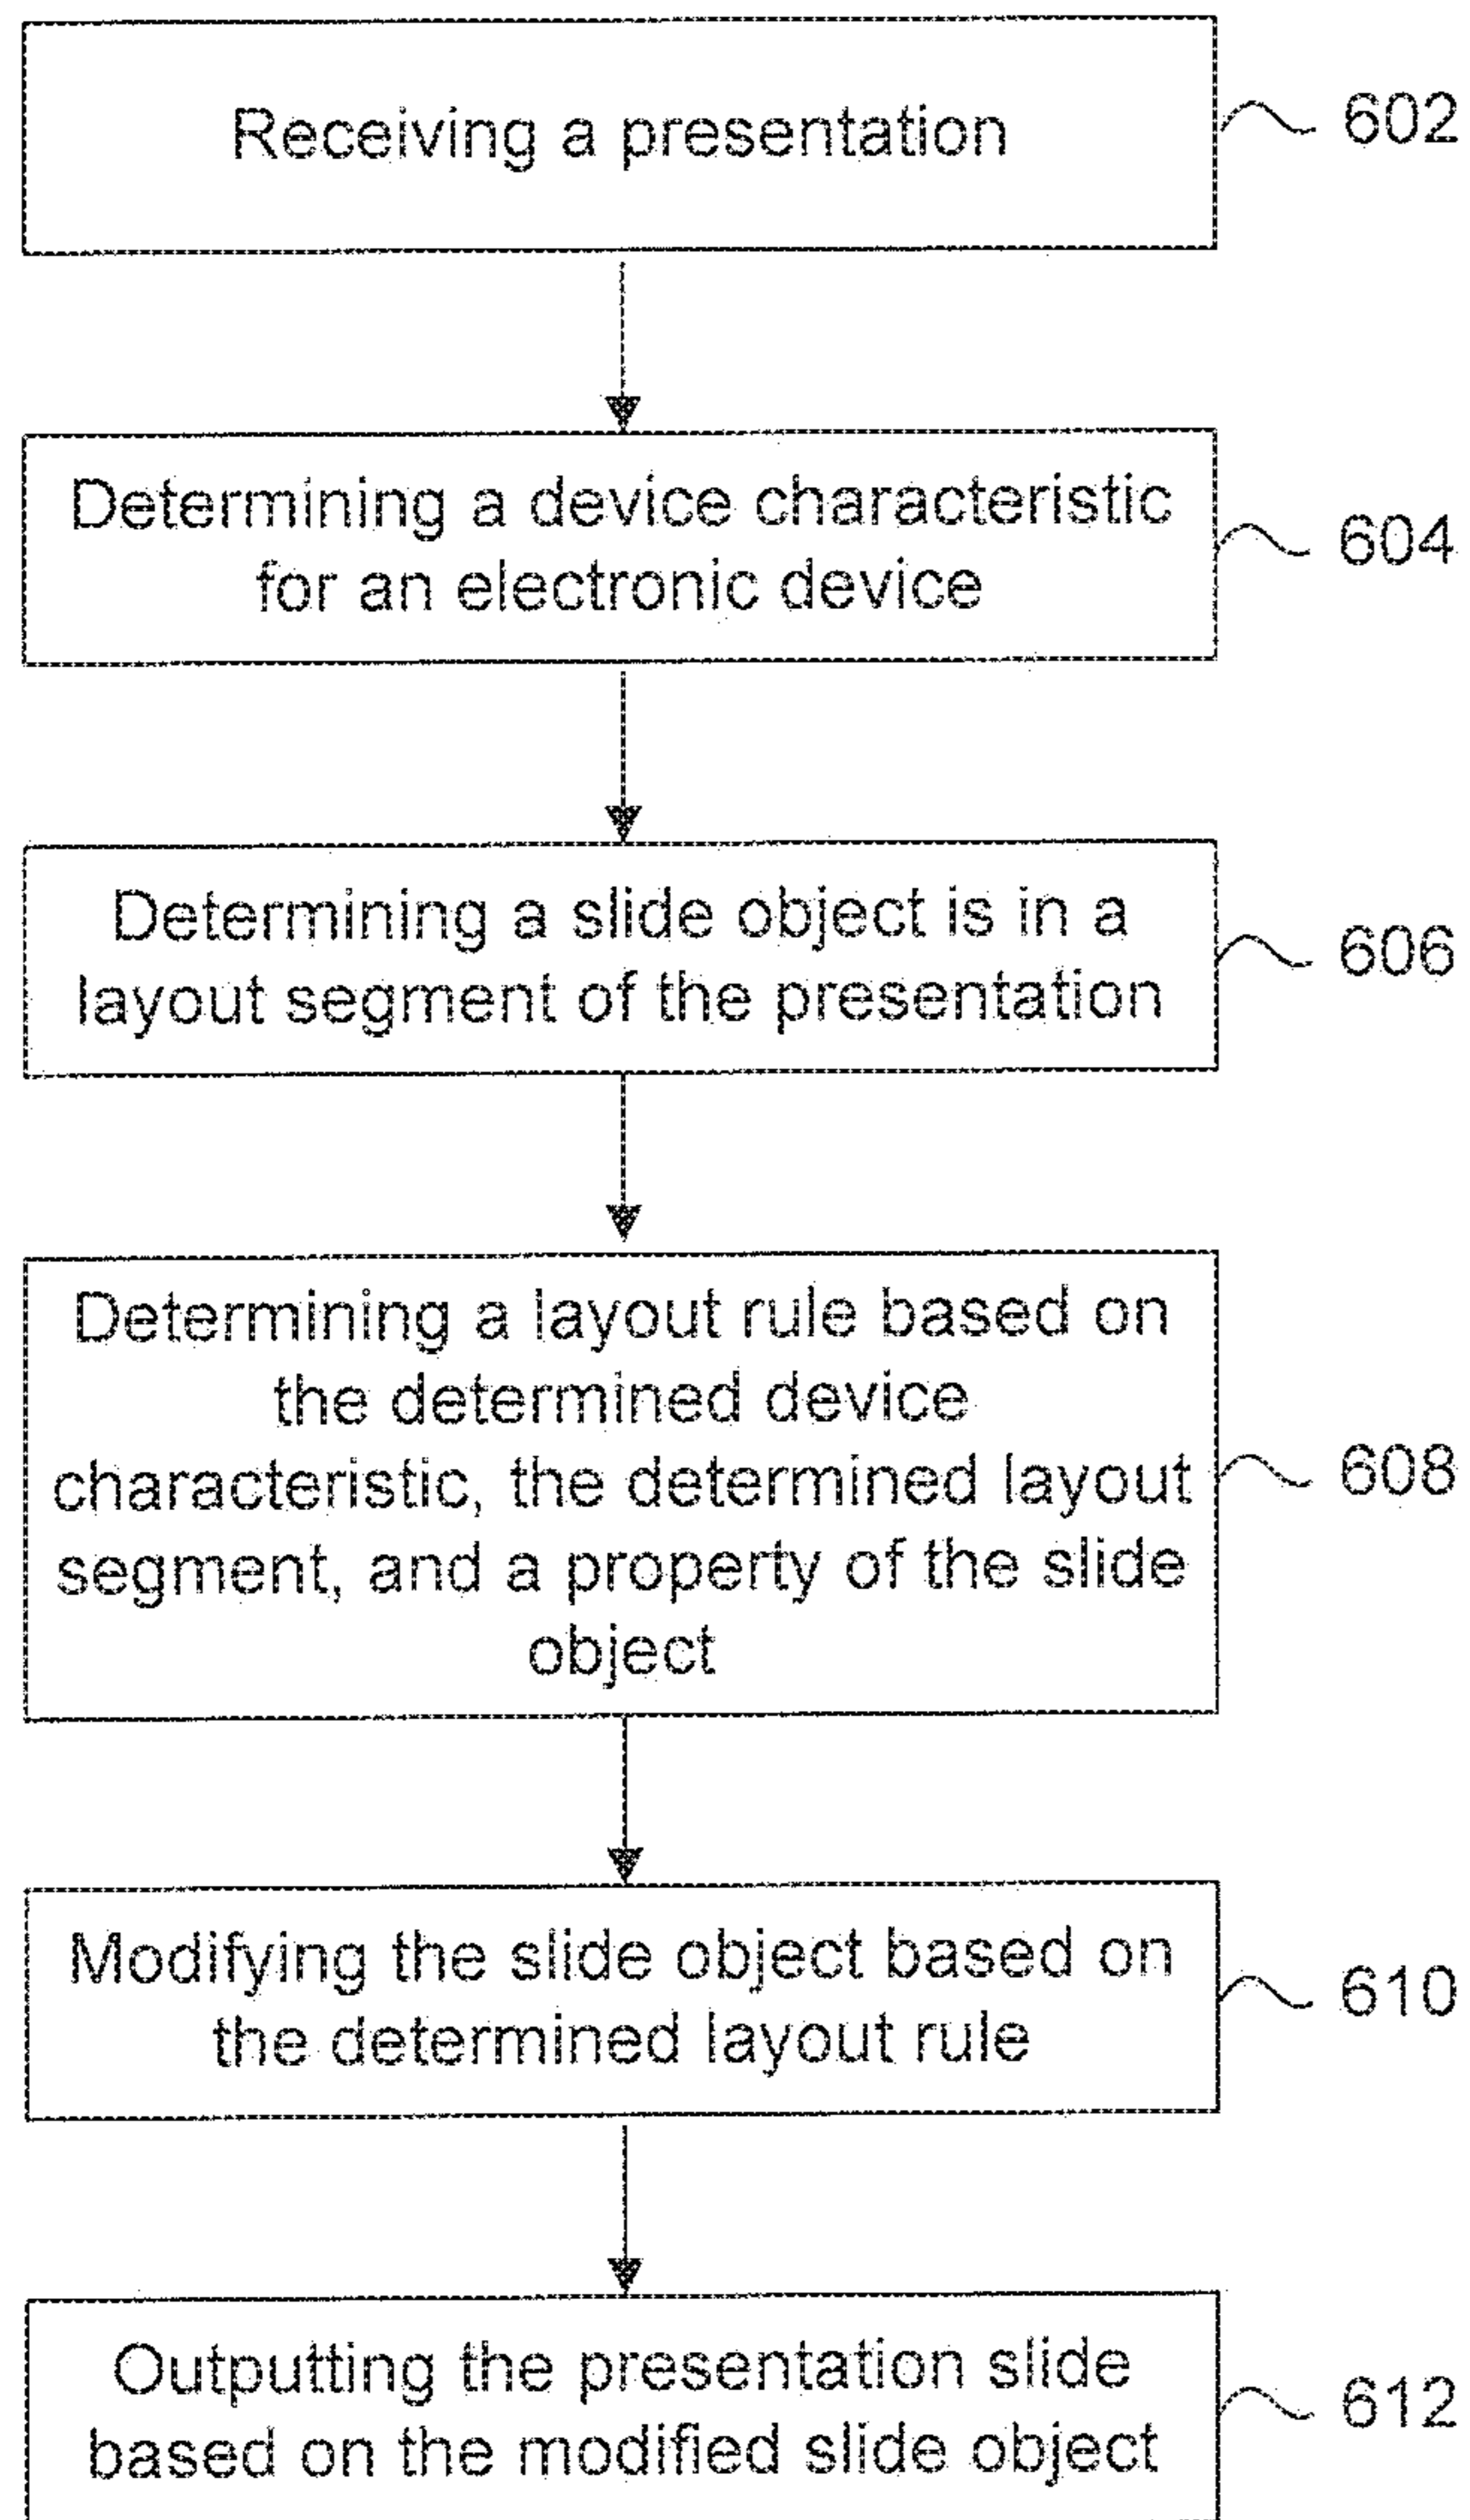 Receiving a presentation
602
Determining a device characteristic
for an electronic device
604
Determining a slide object is in a
layout segment of the presentation
606
Determining a layout rule based on
the determined device
characteristic, the determined layout
segment, and a property of the slide
object
608
Modifying the slide object based on
the determined layout rule
610
Outputting the presentation slide
based on the modified slide object
612